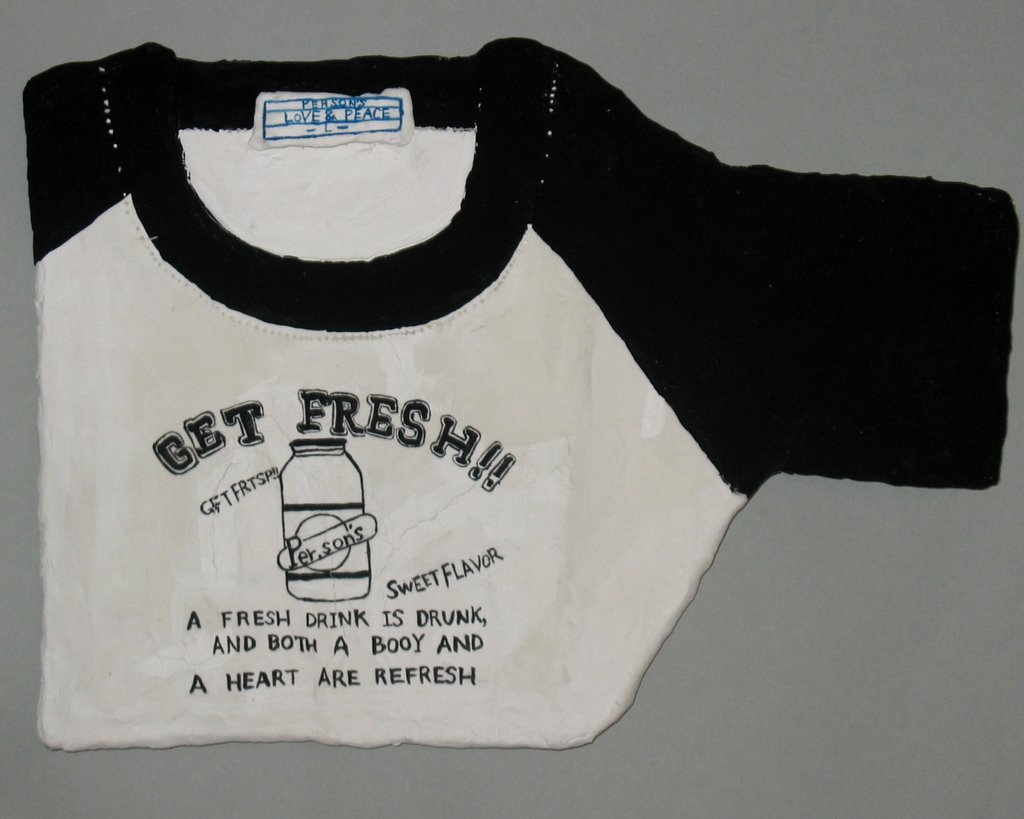 PERSON'S
LOVE & PEACE
- L -
GET FRESH!!
GET FRTSP!!
Per.son's
SWEET FLAVOR
A FRESH DRINK IS DRUNK,
AND BOTH A BOOY AND
A HEART ARE REFRESH